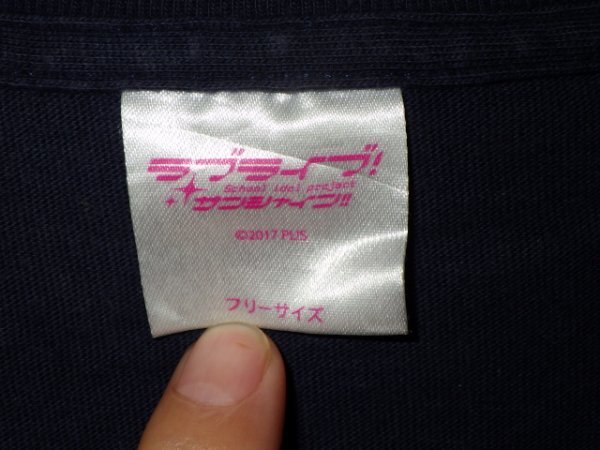 ラブライブ!
School idol project
サンシャイン!!
©2017 PLIS
フリーサイズ